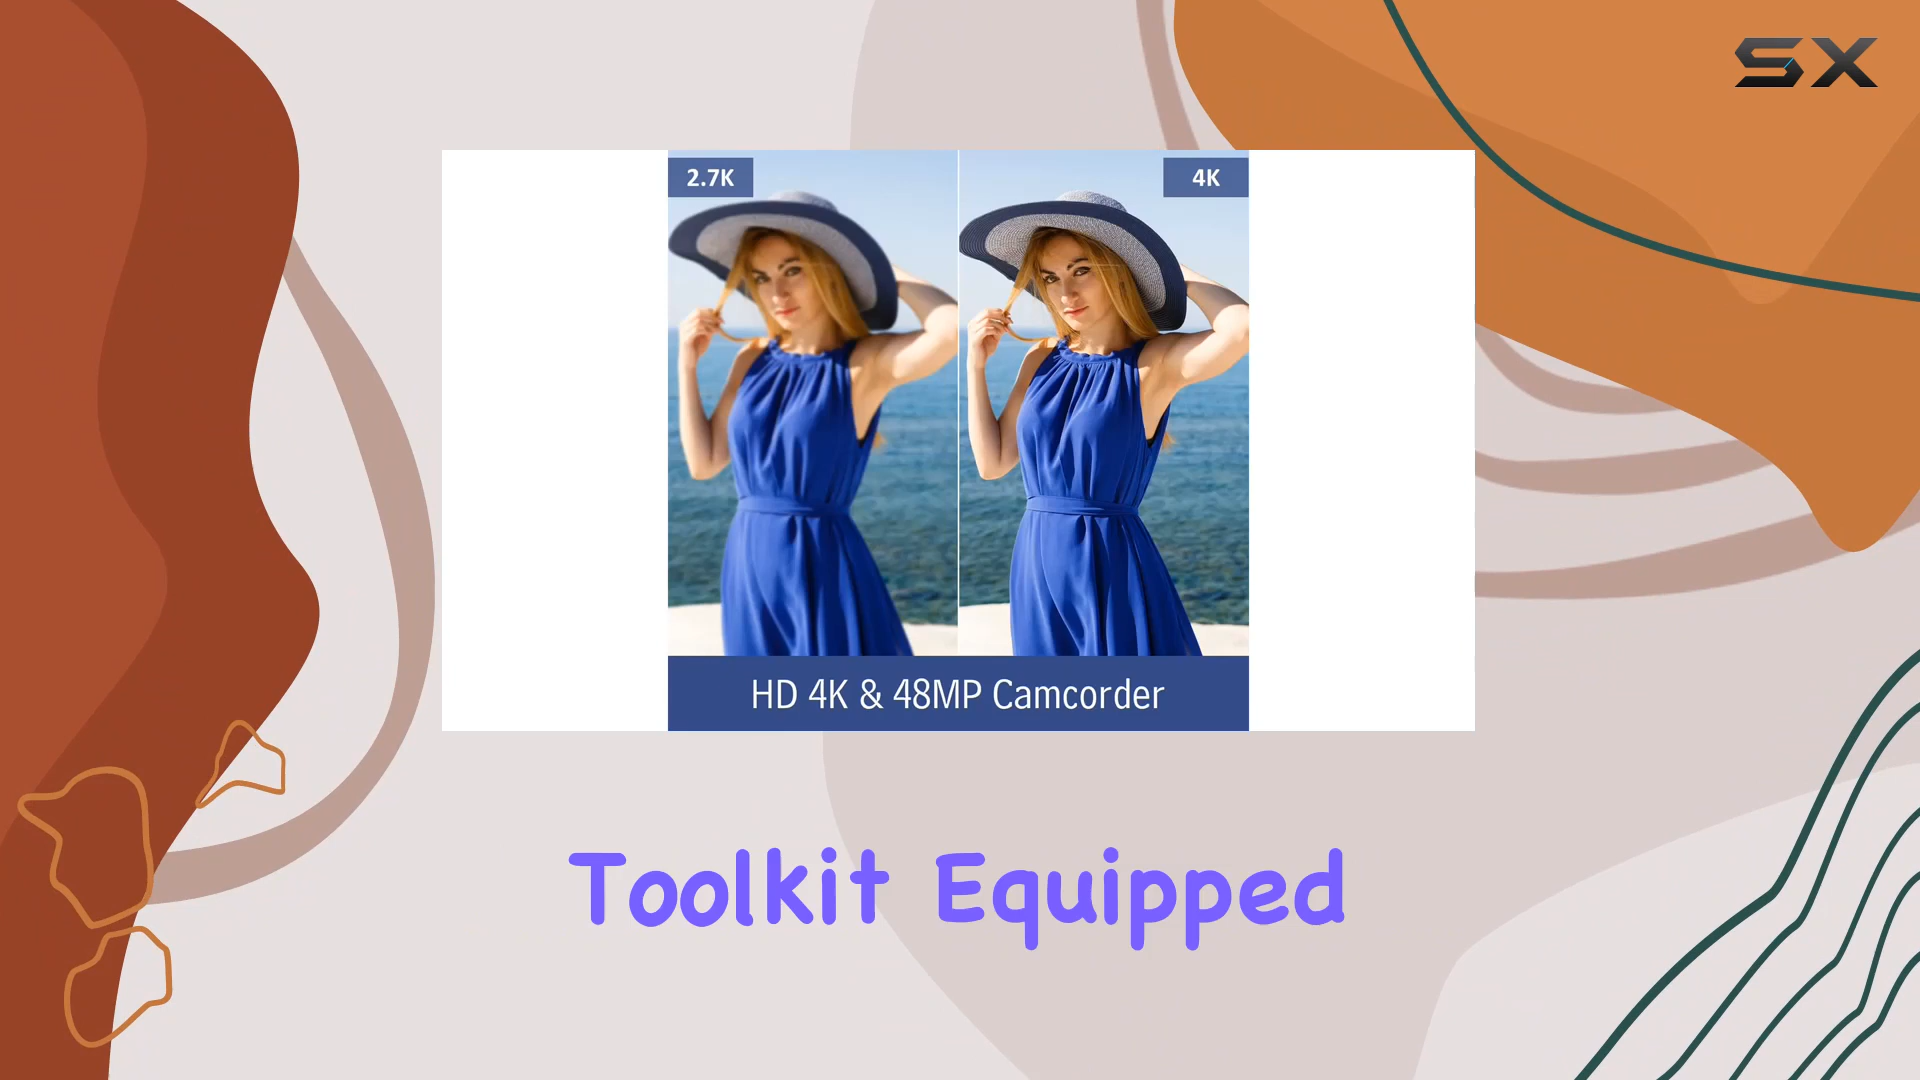 SX
2.7K
4K
HD 4K & 48MP Camcorder
Toolkit Equipped